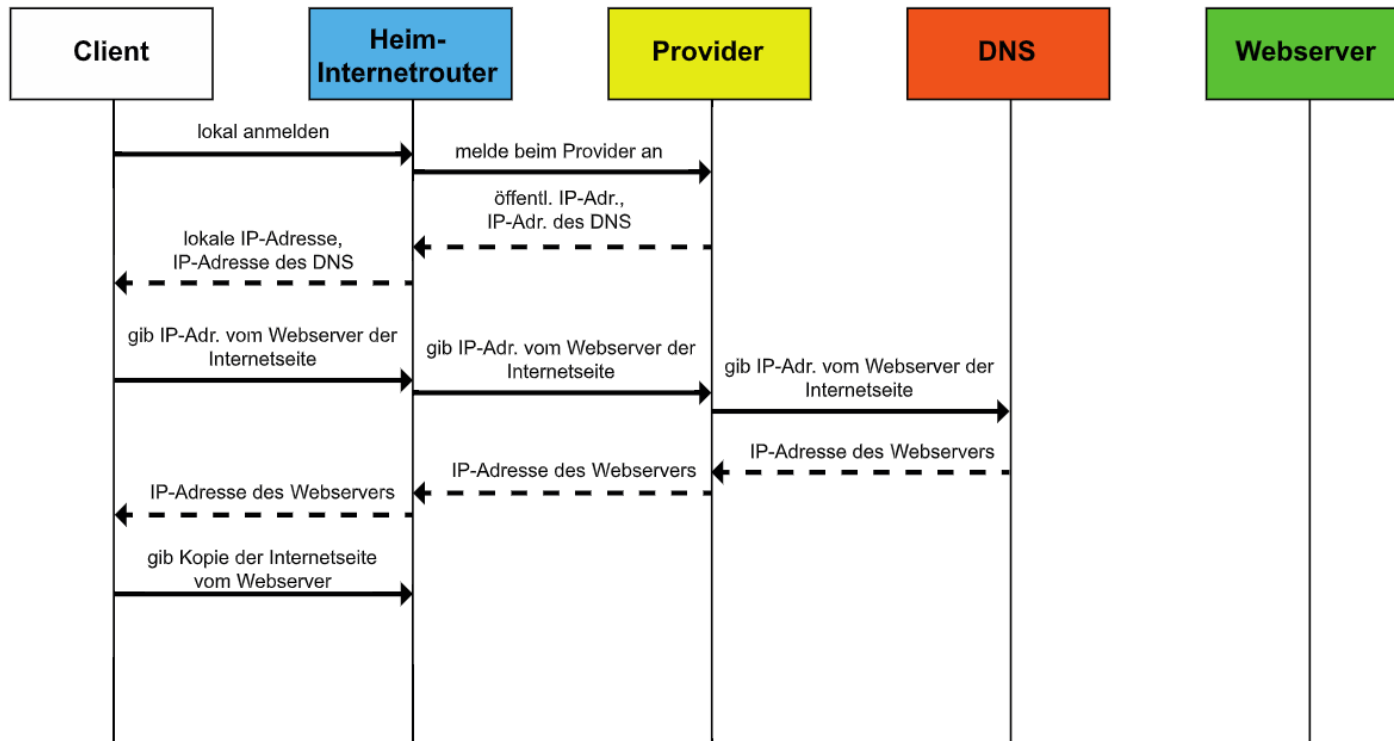 Client
Heim-
Internetrouter
Provider
DNS
Webserver
lokal anmelden
melde beim Provider an
öffentl. IP-Adr.,
IP-Adr. des DNS
lokale IP-Adresse,
IP-Adresse des DNS
gib IP-Adr. vom Webserver der
Internetseite
gib IP-Adr. vom Webserver der
Internetseite
gib IP-Adr. vom Webserver der
Internetseite
IP-Adresse des Webservers
IP-Adresse des Webservers
IP-Adresse des Webservers
gib Kopie der Internetseite
vom Webserver